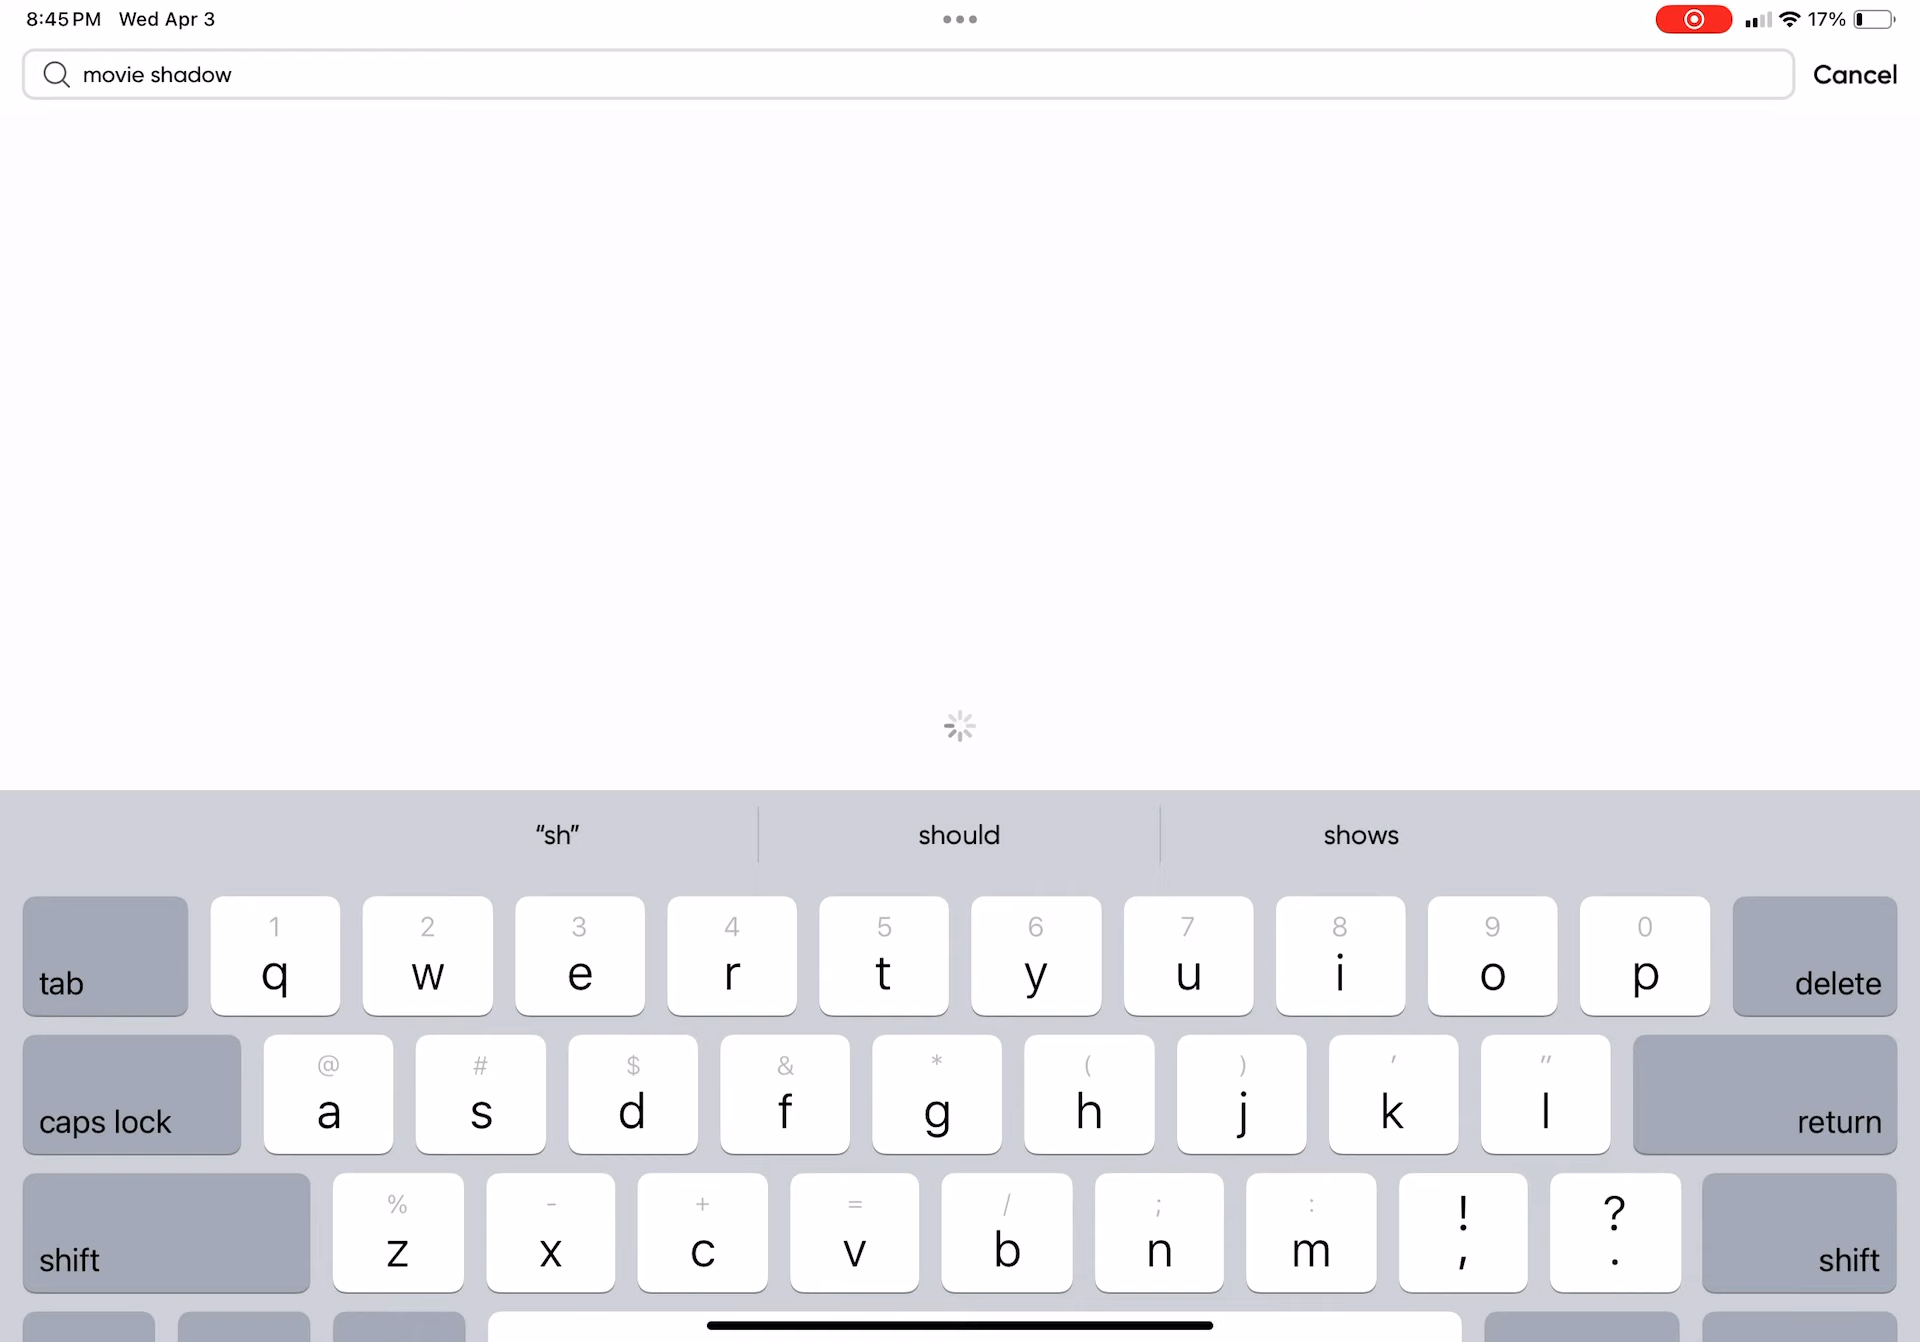 8:45 PM Wed Apr 3
17%
movie shadow
Cancel
“sh” should shows
1 2 3 4 5 6 7 8 9 0
tab q w e r t y u i o p delete
@ # $ & * ( ) ' "
caps lock a s d f g h j k l return
% - + = / ; : ! ?
shift z x c v b n m , . shift